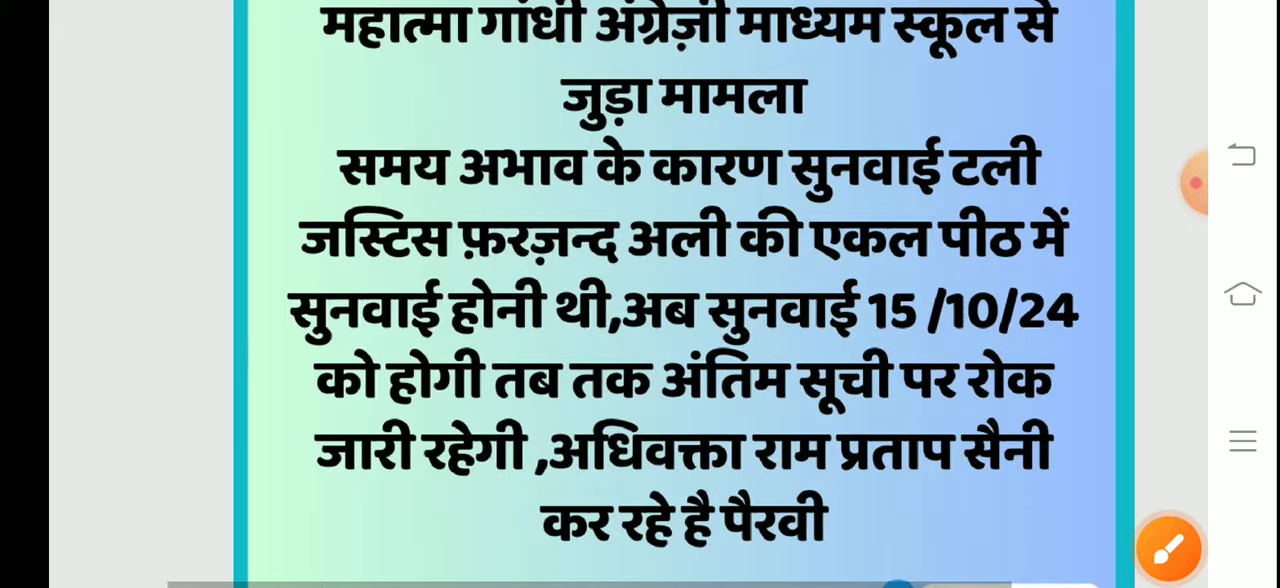 महात्मा गांधी अंग्रेज़ी माध्यम स्कूल से
जुड़ा मामला
समय अभाव के कारण सुनवाई टली
जस्टिस फ़रज़न्द अली की एकल पीठ में
सुनवाई होनी थी,अब सुनवाई 15 /10/24
को होगी तब तक अंतिम सूची पर रोक
जारी रहेगी ,अधिवक्ता राम प्रताप सैनी
कर रहे है पैरवी